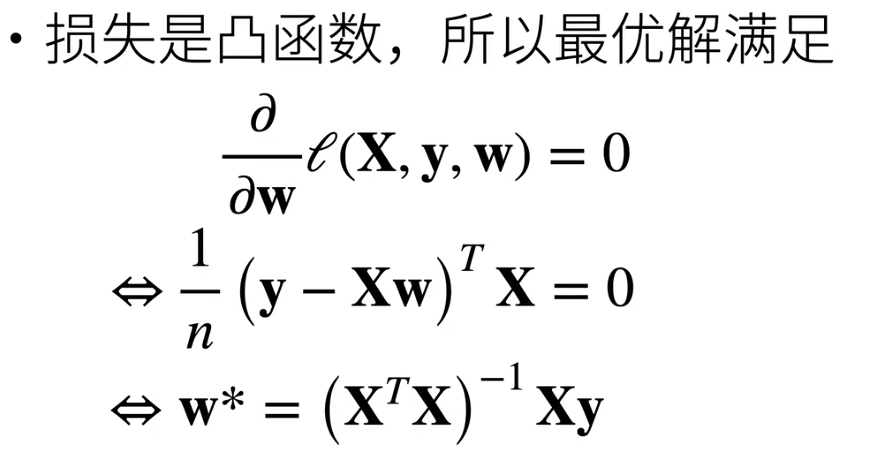 • 损失是凸函数，所以最优解满足
∂/∂𝐰 ℓ(𝐗, 𝐲, 𝐰) = 0
⇔ 1/n (𝐲 − 𝐗𝐰)ᵀ 𝐗 = 0
⇔ 𝐰* = (𝐗ᵀ𝐗)⁻¹ 𝐗𝐲